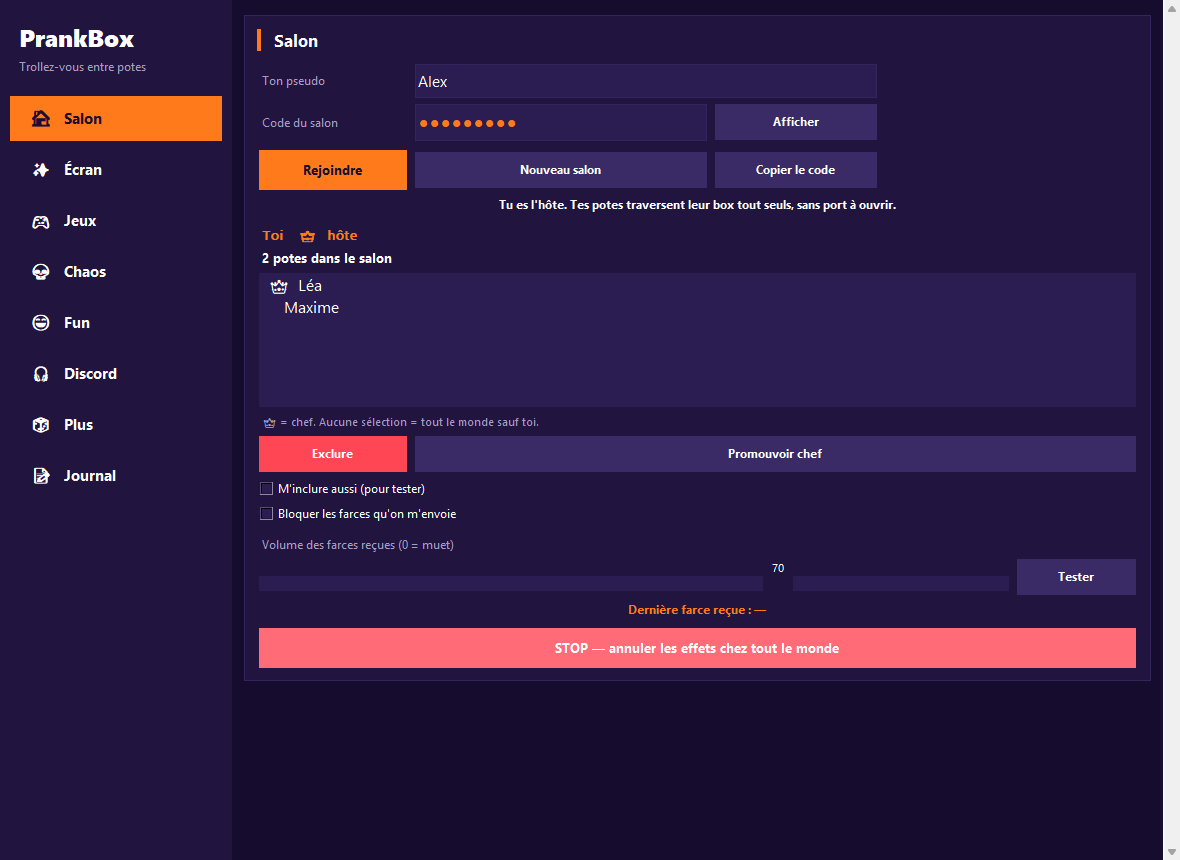 PrankBox
Trollez-vous entre potes
Salon
Écran
Jeux
Chaos
Fun
Discord
Plus
Journal
Salon
Ton pseudo
Alex
Code du salon
●●●●●●●●●
Afficher
Rejoindre
Nouveau salon
Copier le code
Tu es l'hôte. Tes potes traversent leur box tout seuls, sans port à ouvrir.
Toi hôte
2 potes dans le salon
Léa
Maxime
= chef. Aucune sélection = tout le monde sauf toi.
Exclure
Promouvoir chef
M'inclure aussi (pour tester)
Bloquer les farces qu'on m'envoie
Volume des farces reçues (0 = muet)
70
Tester
Dernière farce reçue : —
STOP — annuler les effets chez tout le monde